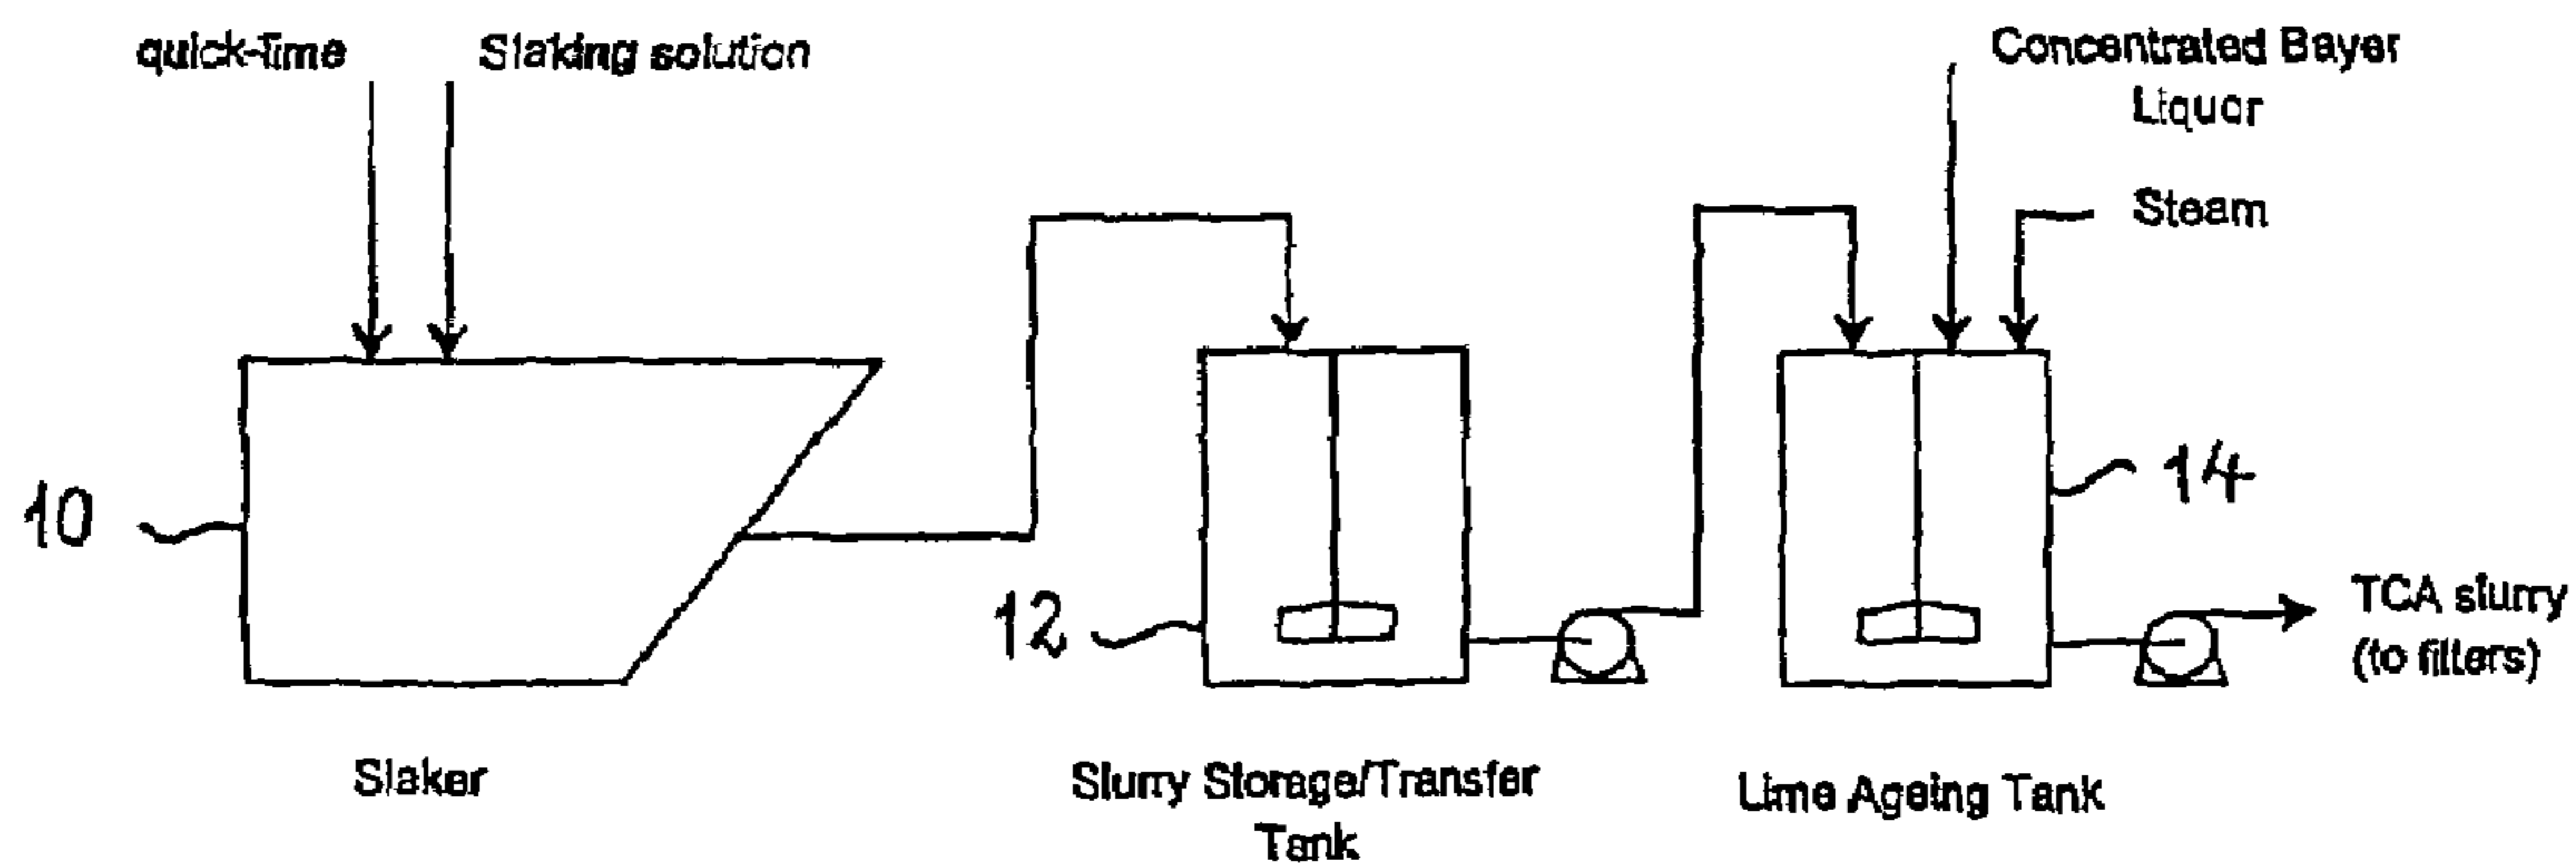 quick-lime
Slaking solution
Concentrated Bayer
Liquor
Steam
10
12
14
TCA slurry
(to filters)
Slaker
Slurry Storage/Transfer
Tank
Lime Ageing Tank